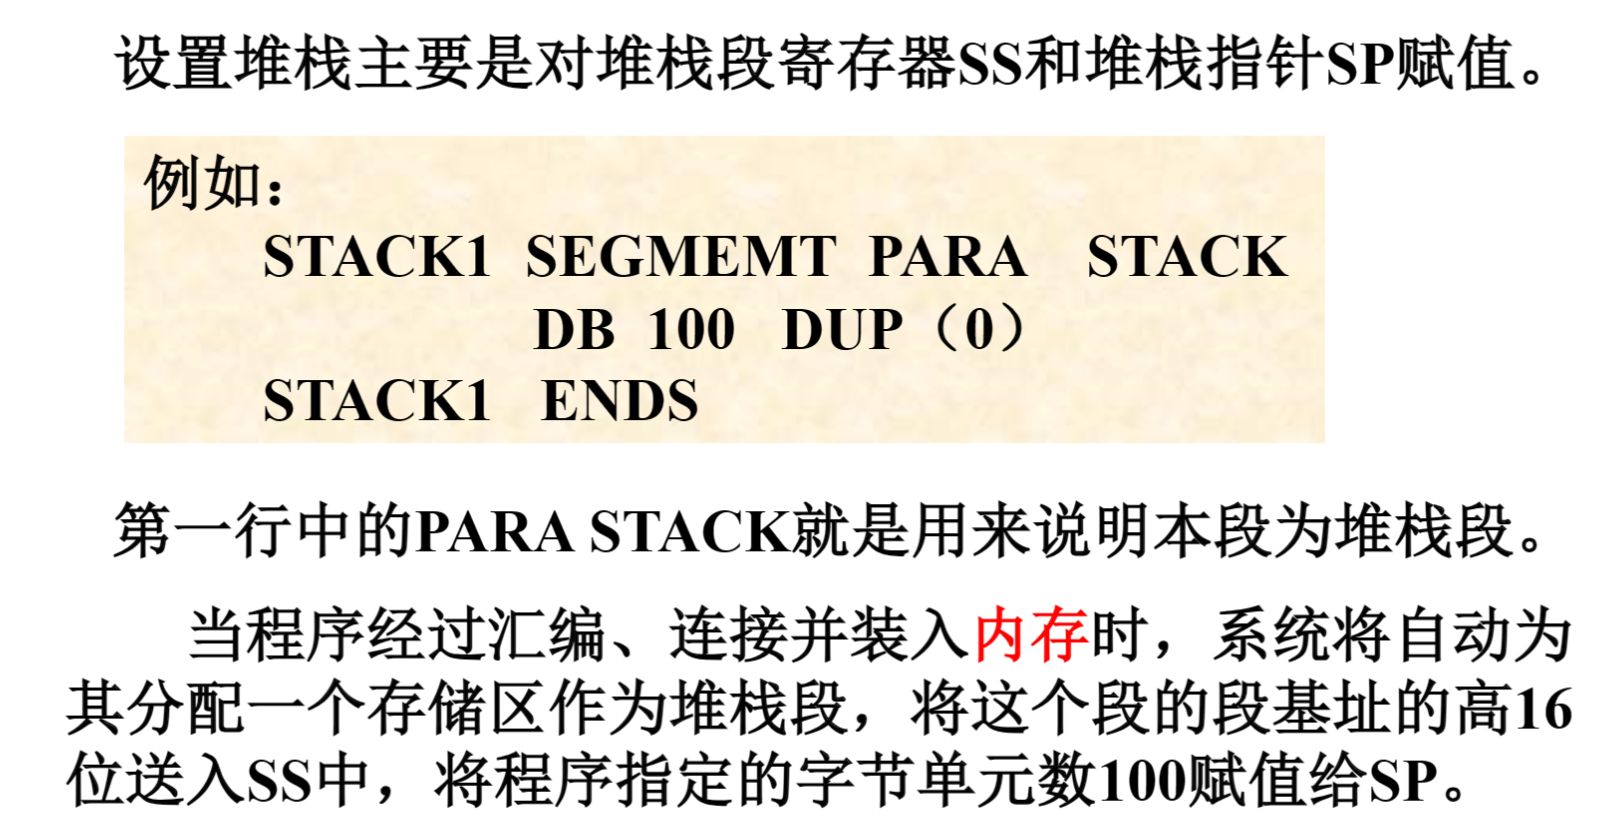 设置堆栈主要是对堆栈段寄存器SS和堆栈指针SP赋值。
例如：
STACK1 SEGMEMT PARA STACK
DB 100 DUP（0）
STACK1 ENDS
第一行中的PARA STACK就是用来说明本段为堆栈段。
当程序经过汇编、连接并装入内存时，系统将自动为
其分配一个存储区作为堆栈段，将这个段的段基址的高16
位送入SS中，将程序指定的字节单元数100赋值给SP。